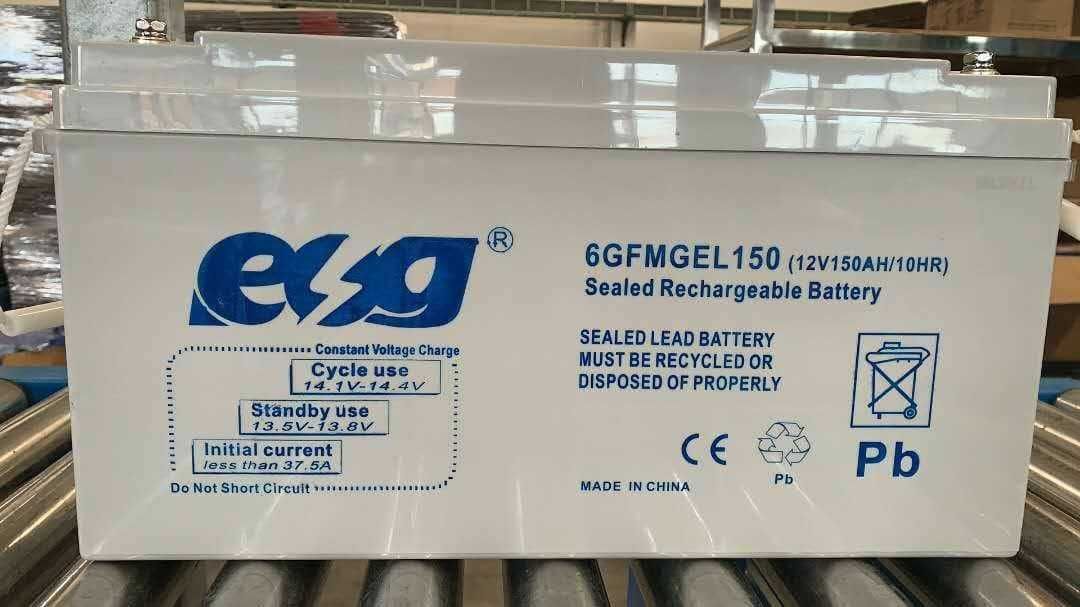 esg®
Constant Voltage Charge
Cycle use
14.1V-14.4V
Standby use
13.5V-13.8V
Initial current
less than 37.5A
Do Not Short Circuit
6GFMGEL150 (12V150AH/10HR)
Sealed Rechargeable Battery
SEALED LEAD BATTERY
MUST BE RECYCLED OR
DISPOSED OF PROPERLY
CE
Pb
Pb
MADE IN CHINA